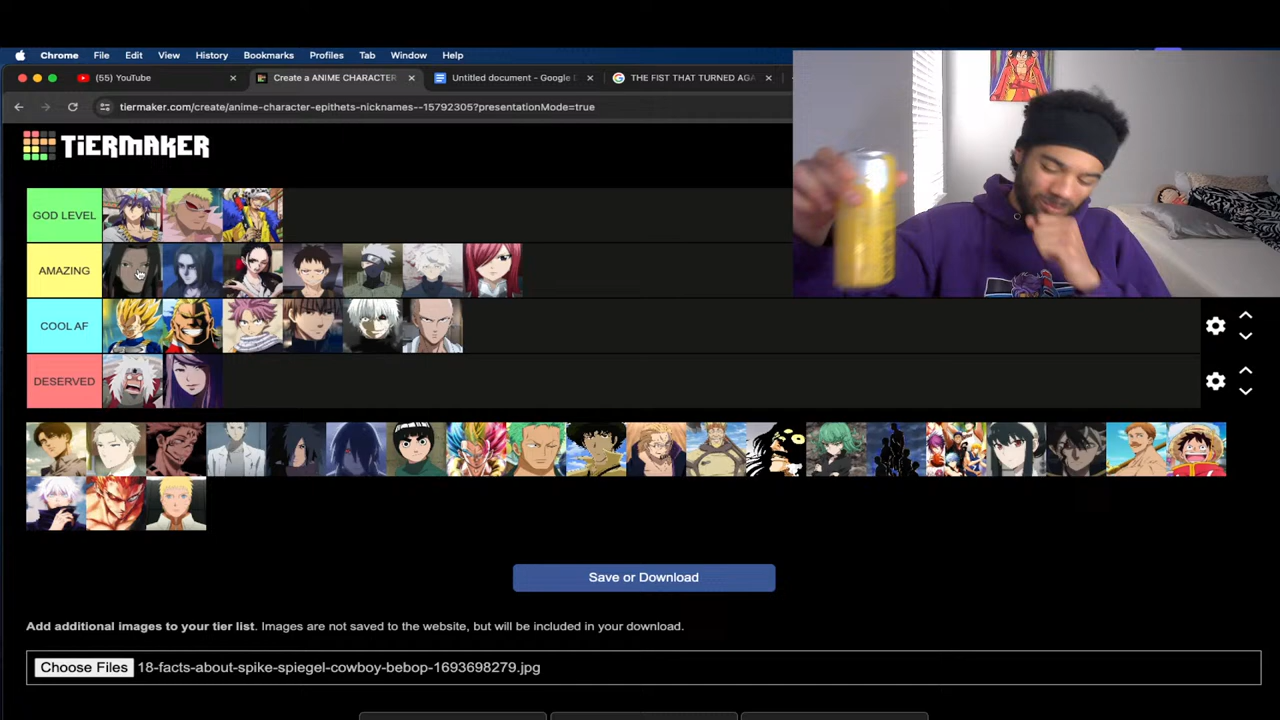 Chrome File Edit View History Bookmarks Profiles Tab Window Help
(55) YouTube × Create a ANIME CHARACTER × Untitled document - Google D × THE FIST THAT TURNED AGA ×
tiermaker.com/create/anime-character-epithets-nicknames--15792305?presentationMode=true
TiERMAKER
GOD LEVEL
AMAZING
COOL AF
DESERVED
Save or Download
Add additional images to your tier list. Images are not saved to the website, but will be included in your download.
Choose Files 18-facts-about-spike-spiegel-cowboy-bebop-1693698279.jpg